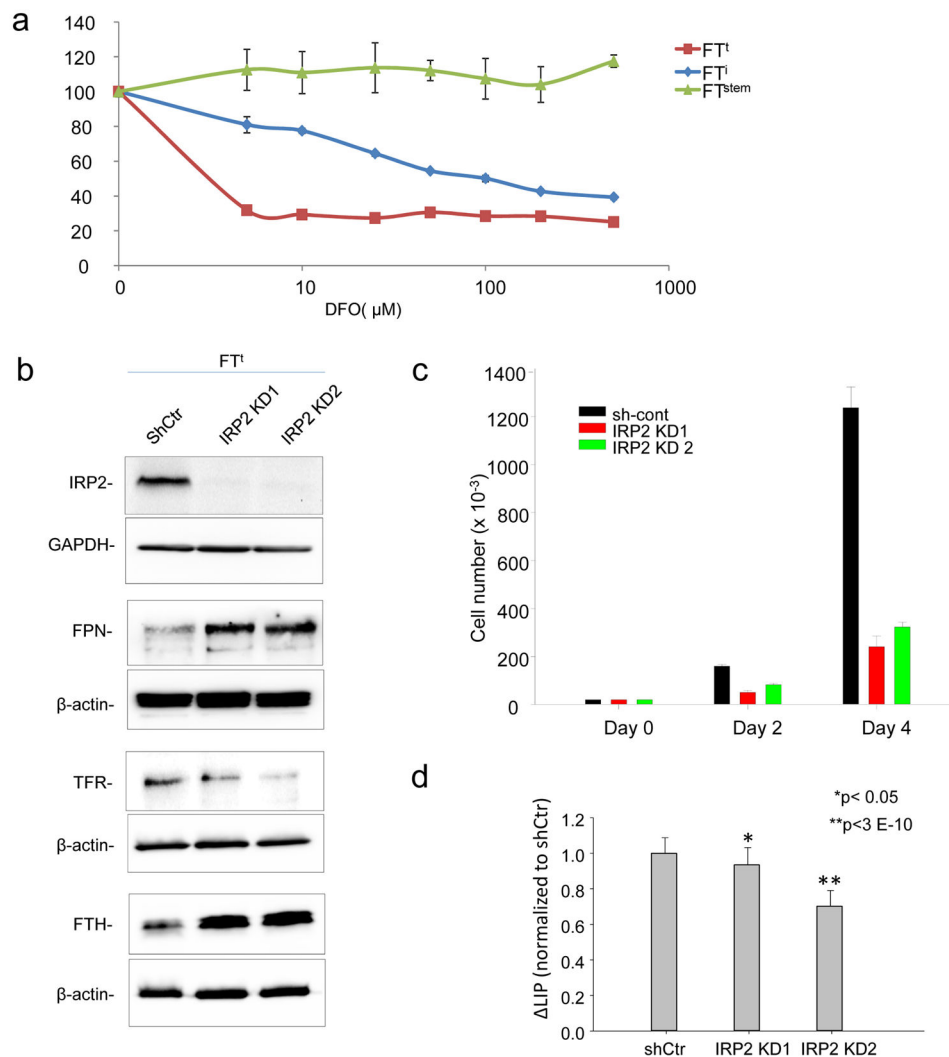 a
140
120
100
80
60
40
20
0
0
10
100
1000
DFO( µM)
FTᵗ
FTⁱ
FTˢᵗᵉᵐ
b
FTᵗ
ShCtr
IRP2 KD1
IRP2 KD2
IRP2-
GAPDH-
FPN-
β-actin-
TFR-
β-actin-
FTH-
β-actin-
c
1400
1200
1000
800
600
400
200
0
Cell number (x 10⁻³)
sh-cont
IRP2 KD1
IRP2 KD 2
Day 0
Day 2
Day 4
d
*p< 0.05
**p<3 E-10
1.2
1.0
0.8
0.6
0.4
0.2
0.0
ΔLIP (normalized to shCtr)
*
**
shCtr
IRP2 KD1
IRP2 KD2